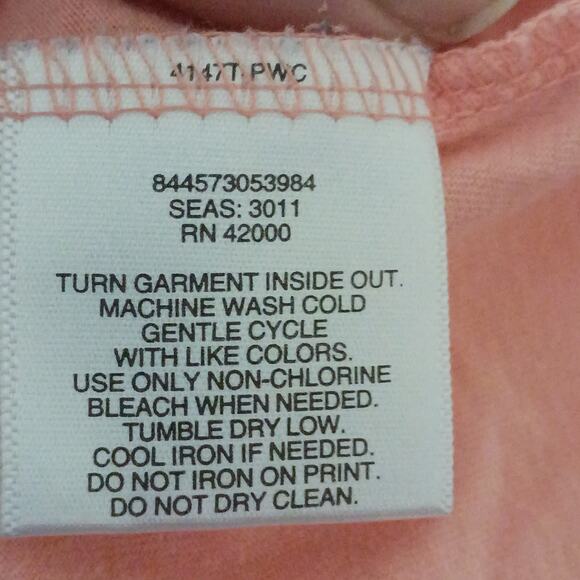 4147T-PWC
844573053984
SEAS: 3011
RN 42000
TURN GARMENT INSIDE OUT.
MACHINE WASH COLD
GENTLE CYCLE
WITH LIKE COLORS.
USE ONLY NON-CHLORINE
BLEACH WHEN NEEDED.
TUMBLE DRY LOW.
COOL IRON IF NEEDED.
DO NOT IRON ON PRINT.
DO NOT DRY CLEAN.